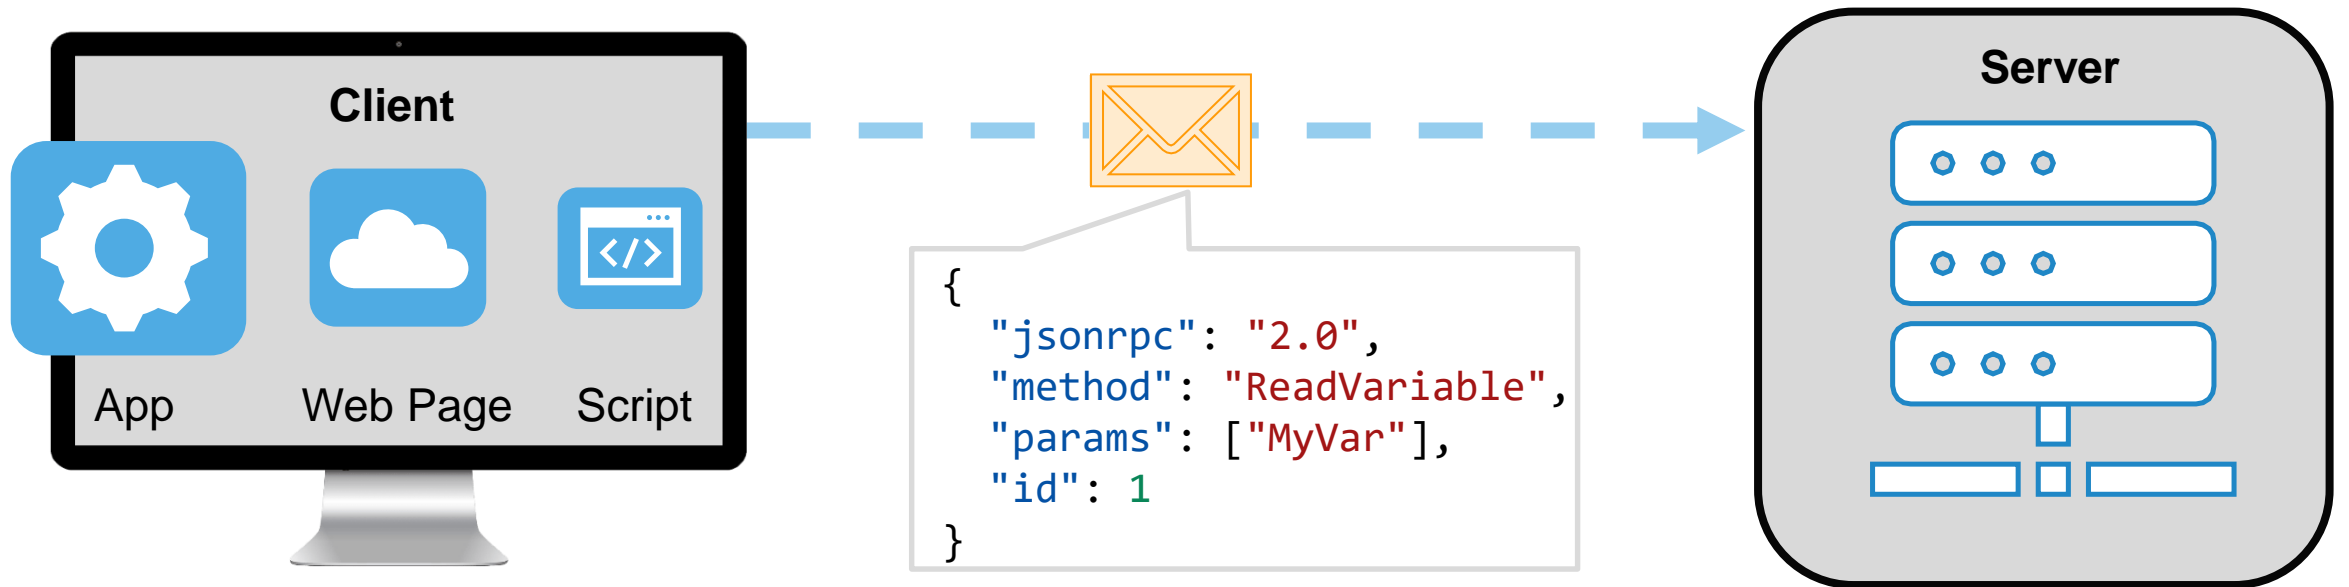 Client
App
Web Page
Script
</>
{
"jsonrpc": "2.0",
"method": "ReadVariable",
"params": ["MyVar"],
"id": 1
}
Server